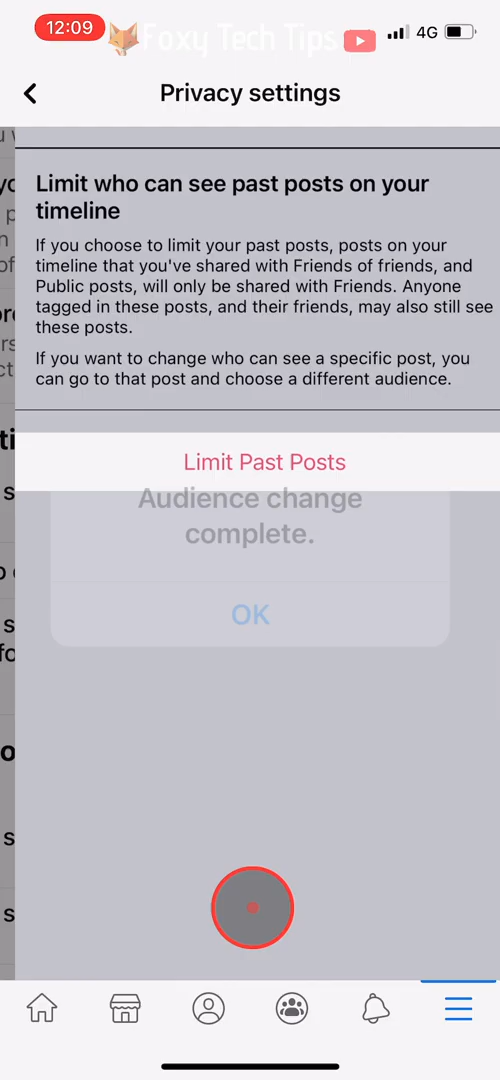 12:09
Foxy Tech Tips
4G
Privacy settings
Limit who can see past posts on your
timeline
If you choose to limit your past posts, posts on your
timeline that you've shared with Friends of friends, and
Public posts, will only be shared with Friends. Anyone
tagged in these posts, and their friends, may also still see
these posts.
If you want to change who can see a specific post, you
can go to that post and choose a different audience.
Limit Past Posts
Audience change
complete.
OK